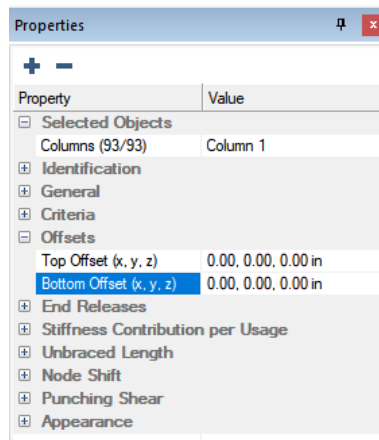 Properties
Property Value
Selected Objects
Columns (93/93) Column 1
Identification
General
Criteria
Offsets
Top Offset (x, y, z) 0.00, 0.00, 0.00 in
Bottom Offset (x, y, z) 0.00, 0.00, 0.00 in
End Releases
Stiffness Contribution per Usage
Unbraced Length
Node Shift
Punching Shear
Appearance